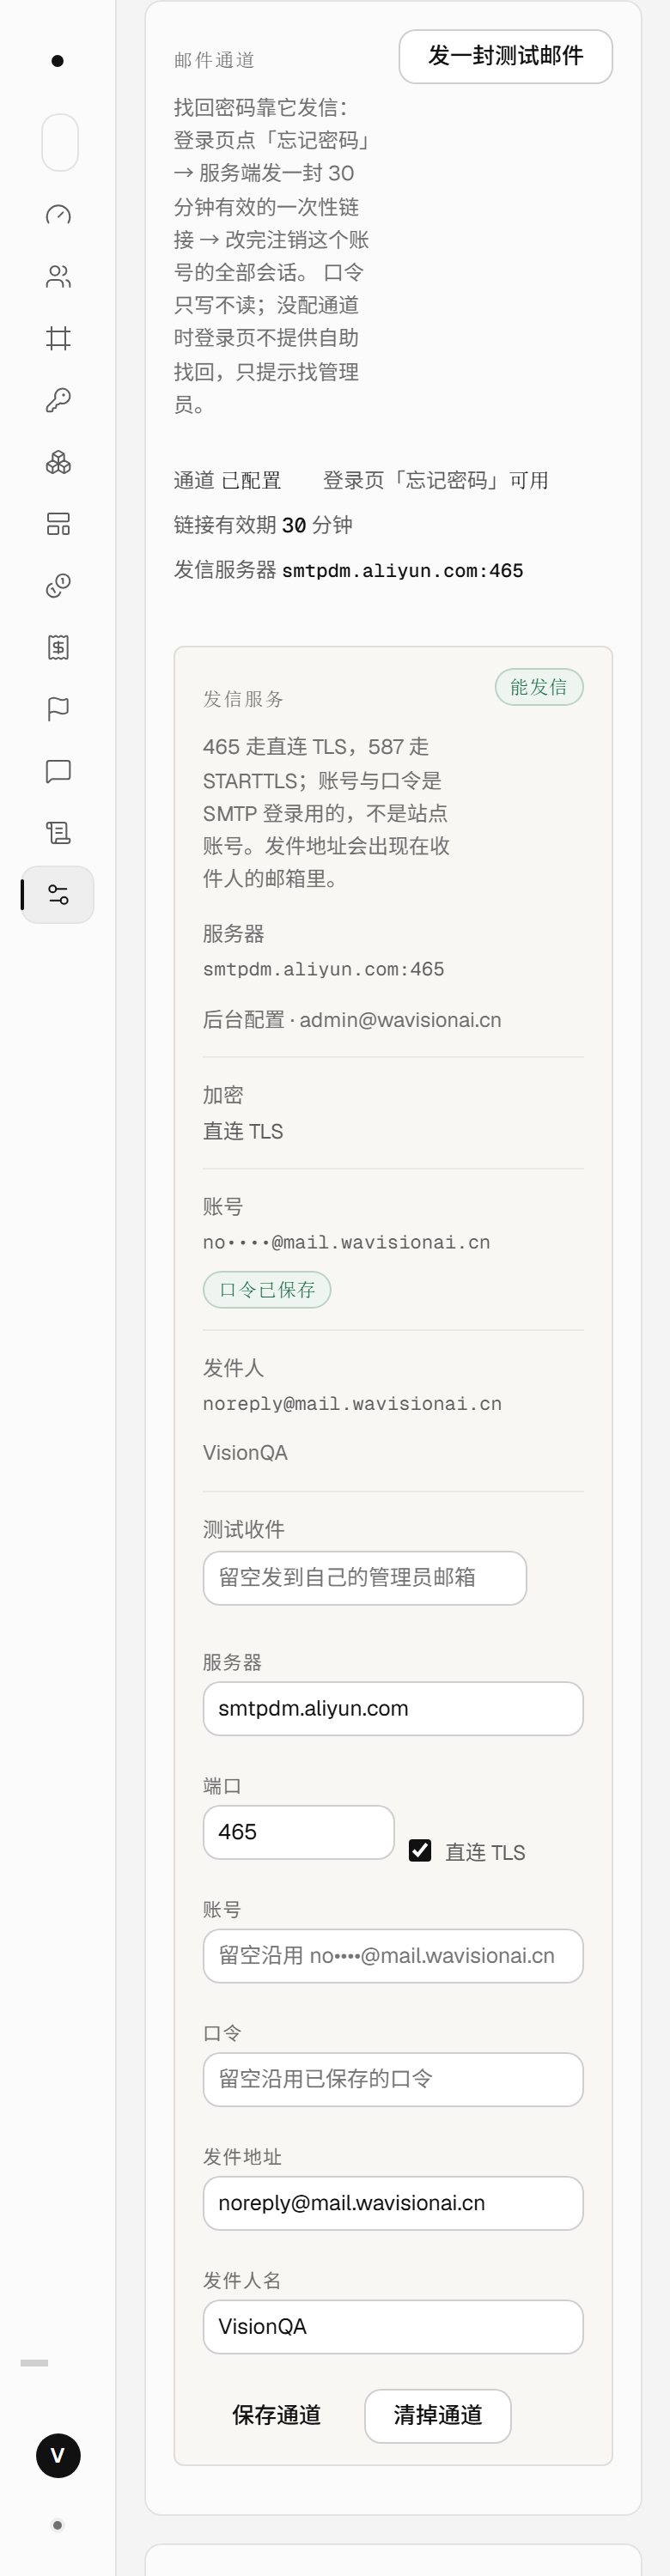 邮件通道
发一封测试邮件
找回密码靠它发信：
登录页点「忘记密码」
→ 服务端发一封 30
分钟有效的一次性链
接 → 改完注销这个账
号的全部会话。 口令
只写不读；没配通道
时登录页不提供自助
找回，只提示找管理
员。
通道 已配置 登录页「忘记密码」可用
链接有效期 30 分钟
发信服务器 smtpdm.aliyun.com:465
发信服务
能发信
465 走直连 TLS，587 走
STARTTLS；账号与口令是
SMTP 登录用的，不是站点
账号。发件地址会出现在收
件人的邮箱里。
服务器
smtpdm.aliyun.com:465
后台配置 · admin@wavisionai.cn
加密
直连 TLS
账号
no••••@mail.wavisionai.cn
口令已保存
发件人
noreply@mail.wavisionai.cn
VisionQA
测试收件
留空发到自己的管理员邮箱
服务器
smtpdm.aliyun.com
端口
465
直连 TLS
账号
留空沿用 no••••@mail.wavisionai.cn
口令
留空沿用已保存的口令
发件地址
noreply@mail.wavisionai.cn
发件人名
VisionQA
保存通道
清掉通道
V